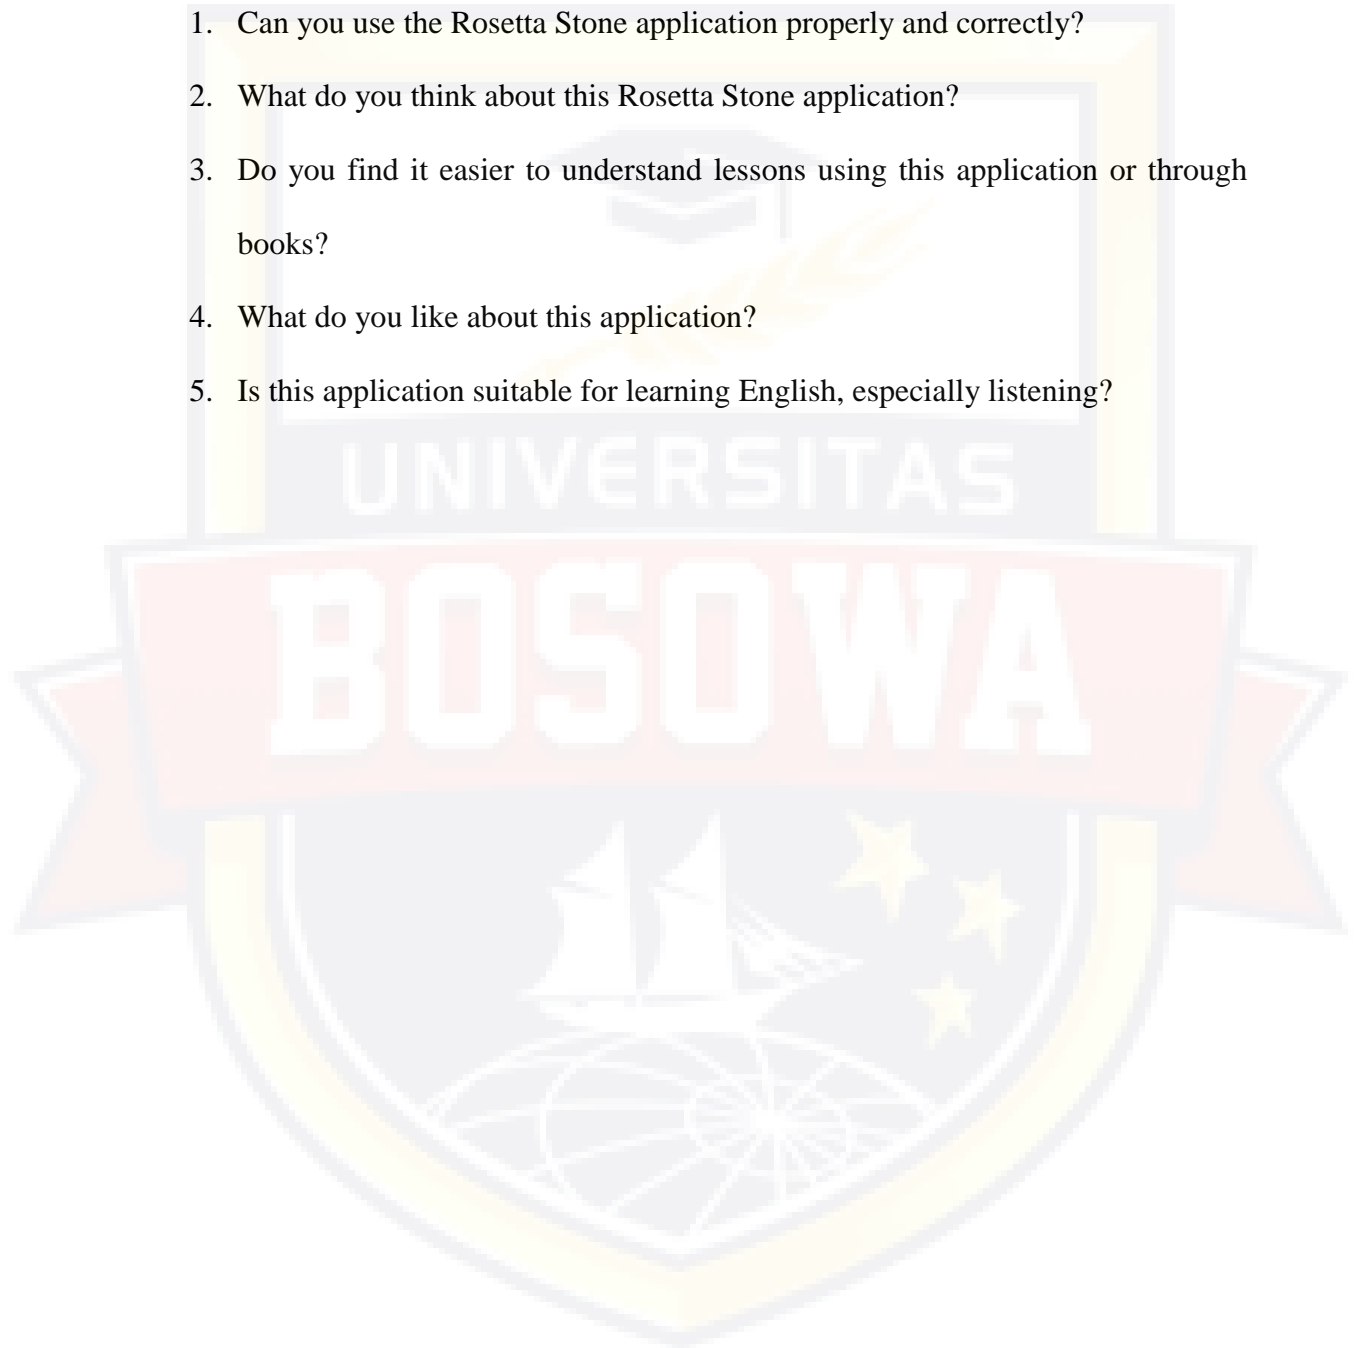 1. Can you use the Rosetta Stone application properly and correctly?
2. What do you think about this Rosetta Stone application?
3. Do you find it easier to understand lessons using this application or through
books?
4. What do you like about this application?
5. Is this application suitable for learning English, especially listening?
UNIVERSITAS
BOSOWA